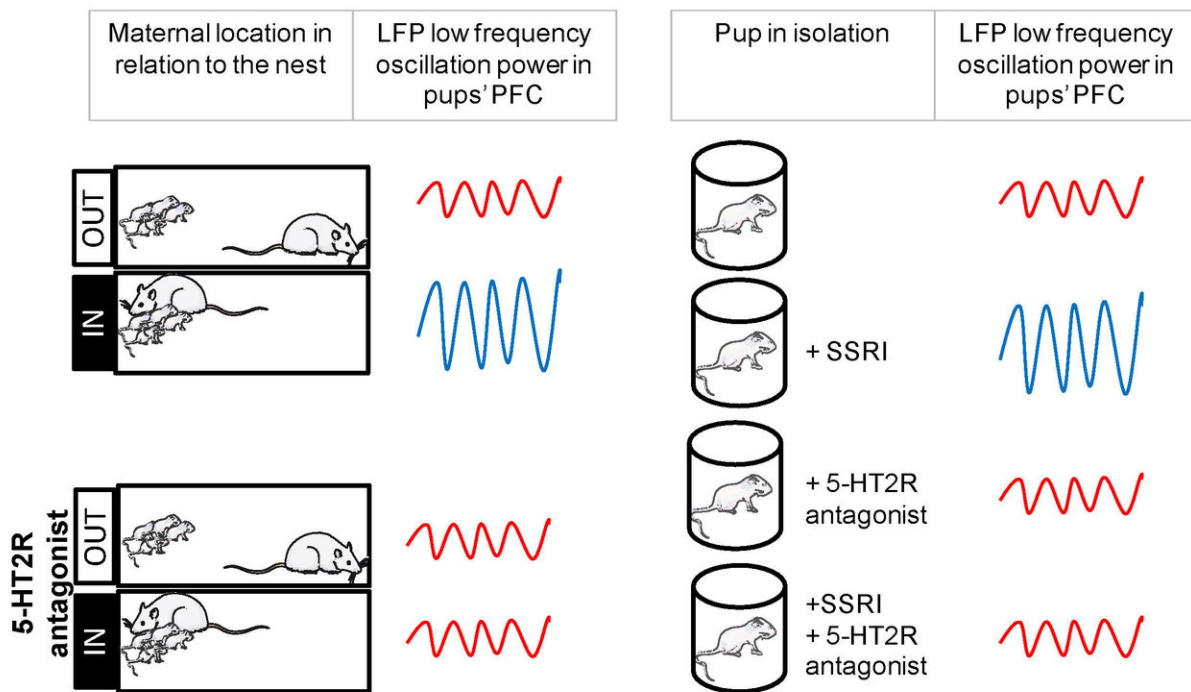 Maternal location in
relation to the nest
LFP low frequency
oscillation power in
pups' PFC
Pup in isolation
LFP low frequency
oscillation power in
pups' PFC
OUT
IN
+ SSRI
5-HT2R
antagonist
OUT
IN
+ 5-HT2R
antagonist
+SSRI
+ 5-HT2R
antagonist